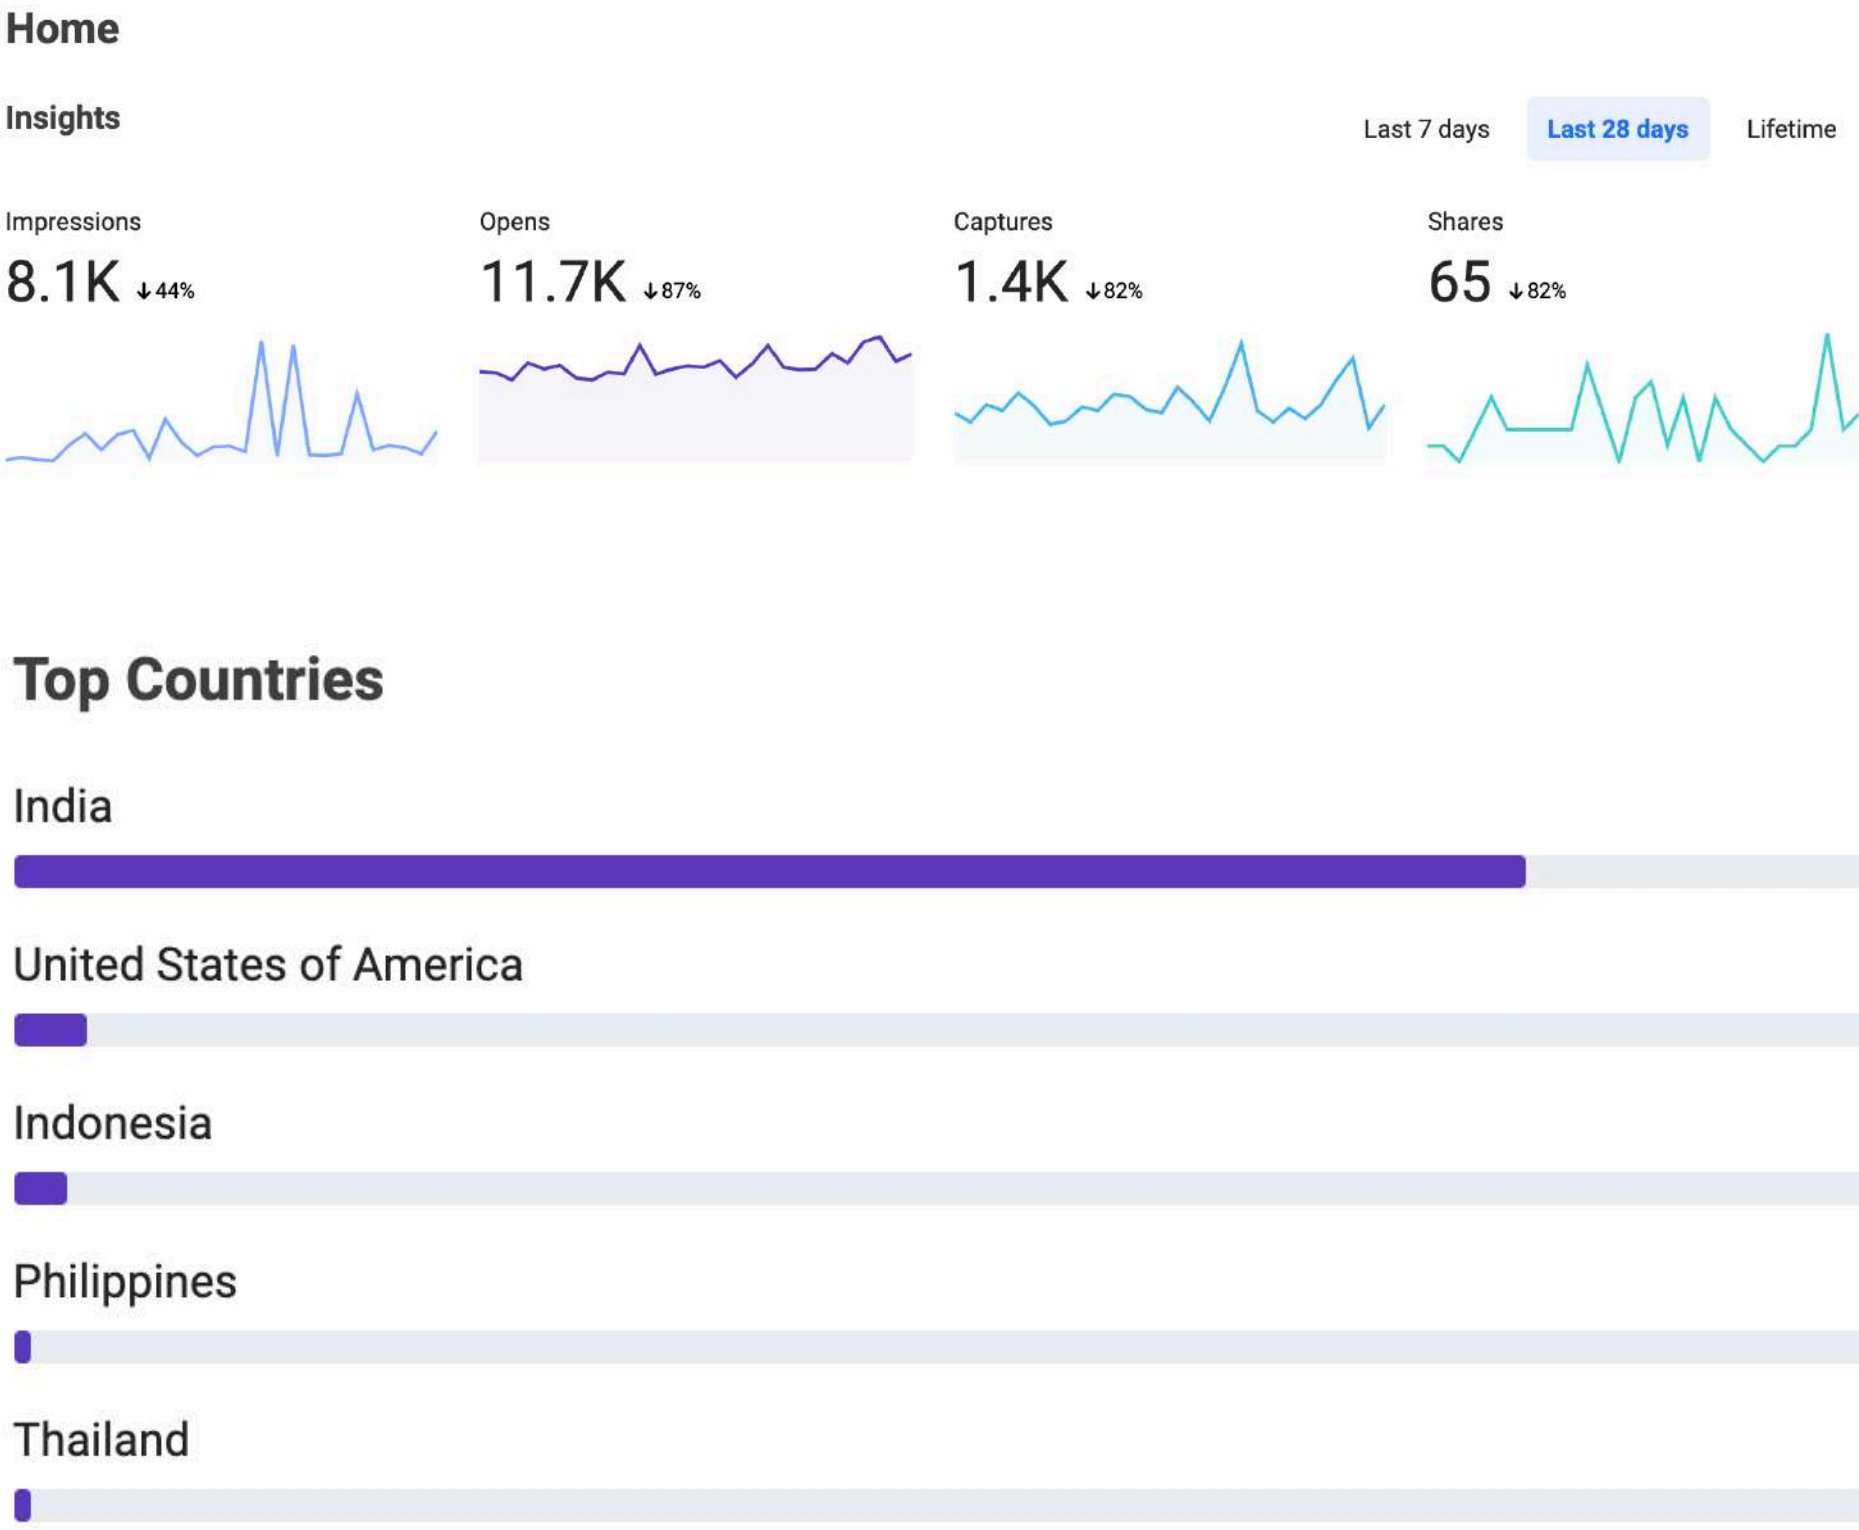 Home
Insights
Last 7 days Last 28 days Lifetime
Impressions Opens Captures Shares
8.1K ↓44% 11.7K ↓87% 1.4K ↓82% 65 ↓82%
Top Countries
India
United States of America
Indonesia
Philippines
Thailand